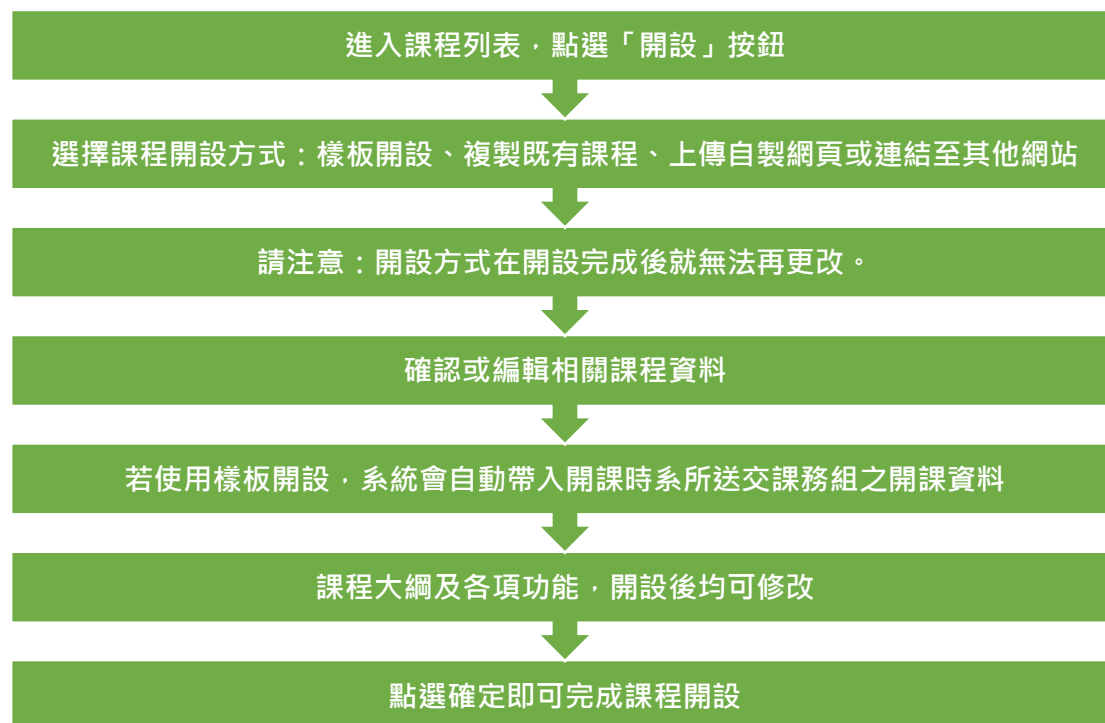 進入課程列表，點選「開設」按鈕
選擇課程開設方式：樣板開設、複製既有課程、上傳自製網頁或連結至其他網站
請注意：開設方式在開設完成後就無法再更改。
確認或編輯相關課程資料
若使用樣板開設，系統會自動帶入開課時系所送交課務組之開課資料
課程大綱及各項功能，開設後均可修改
點選確定即可完成課程開設